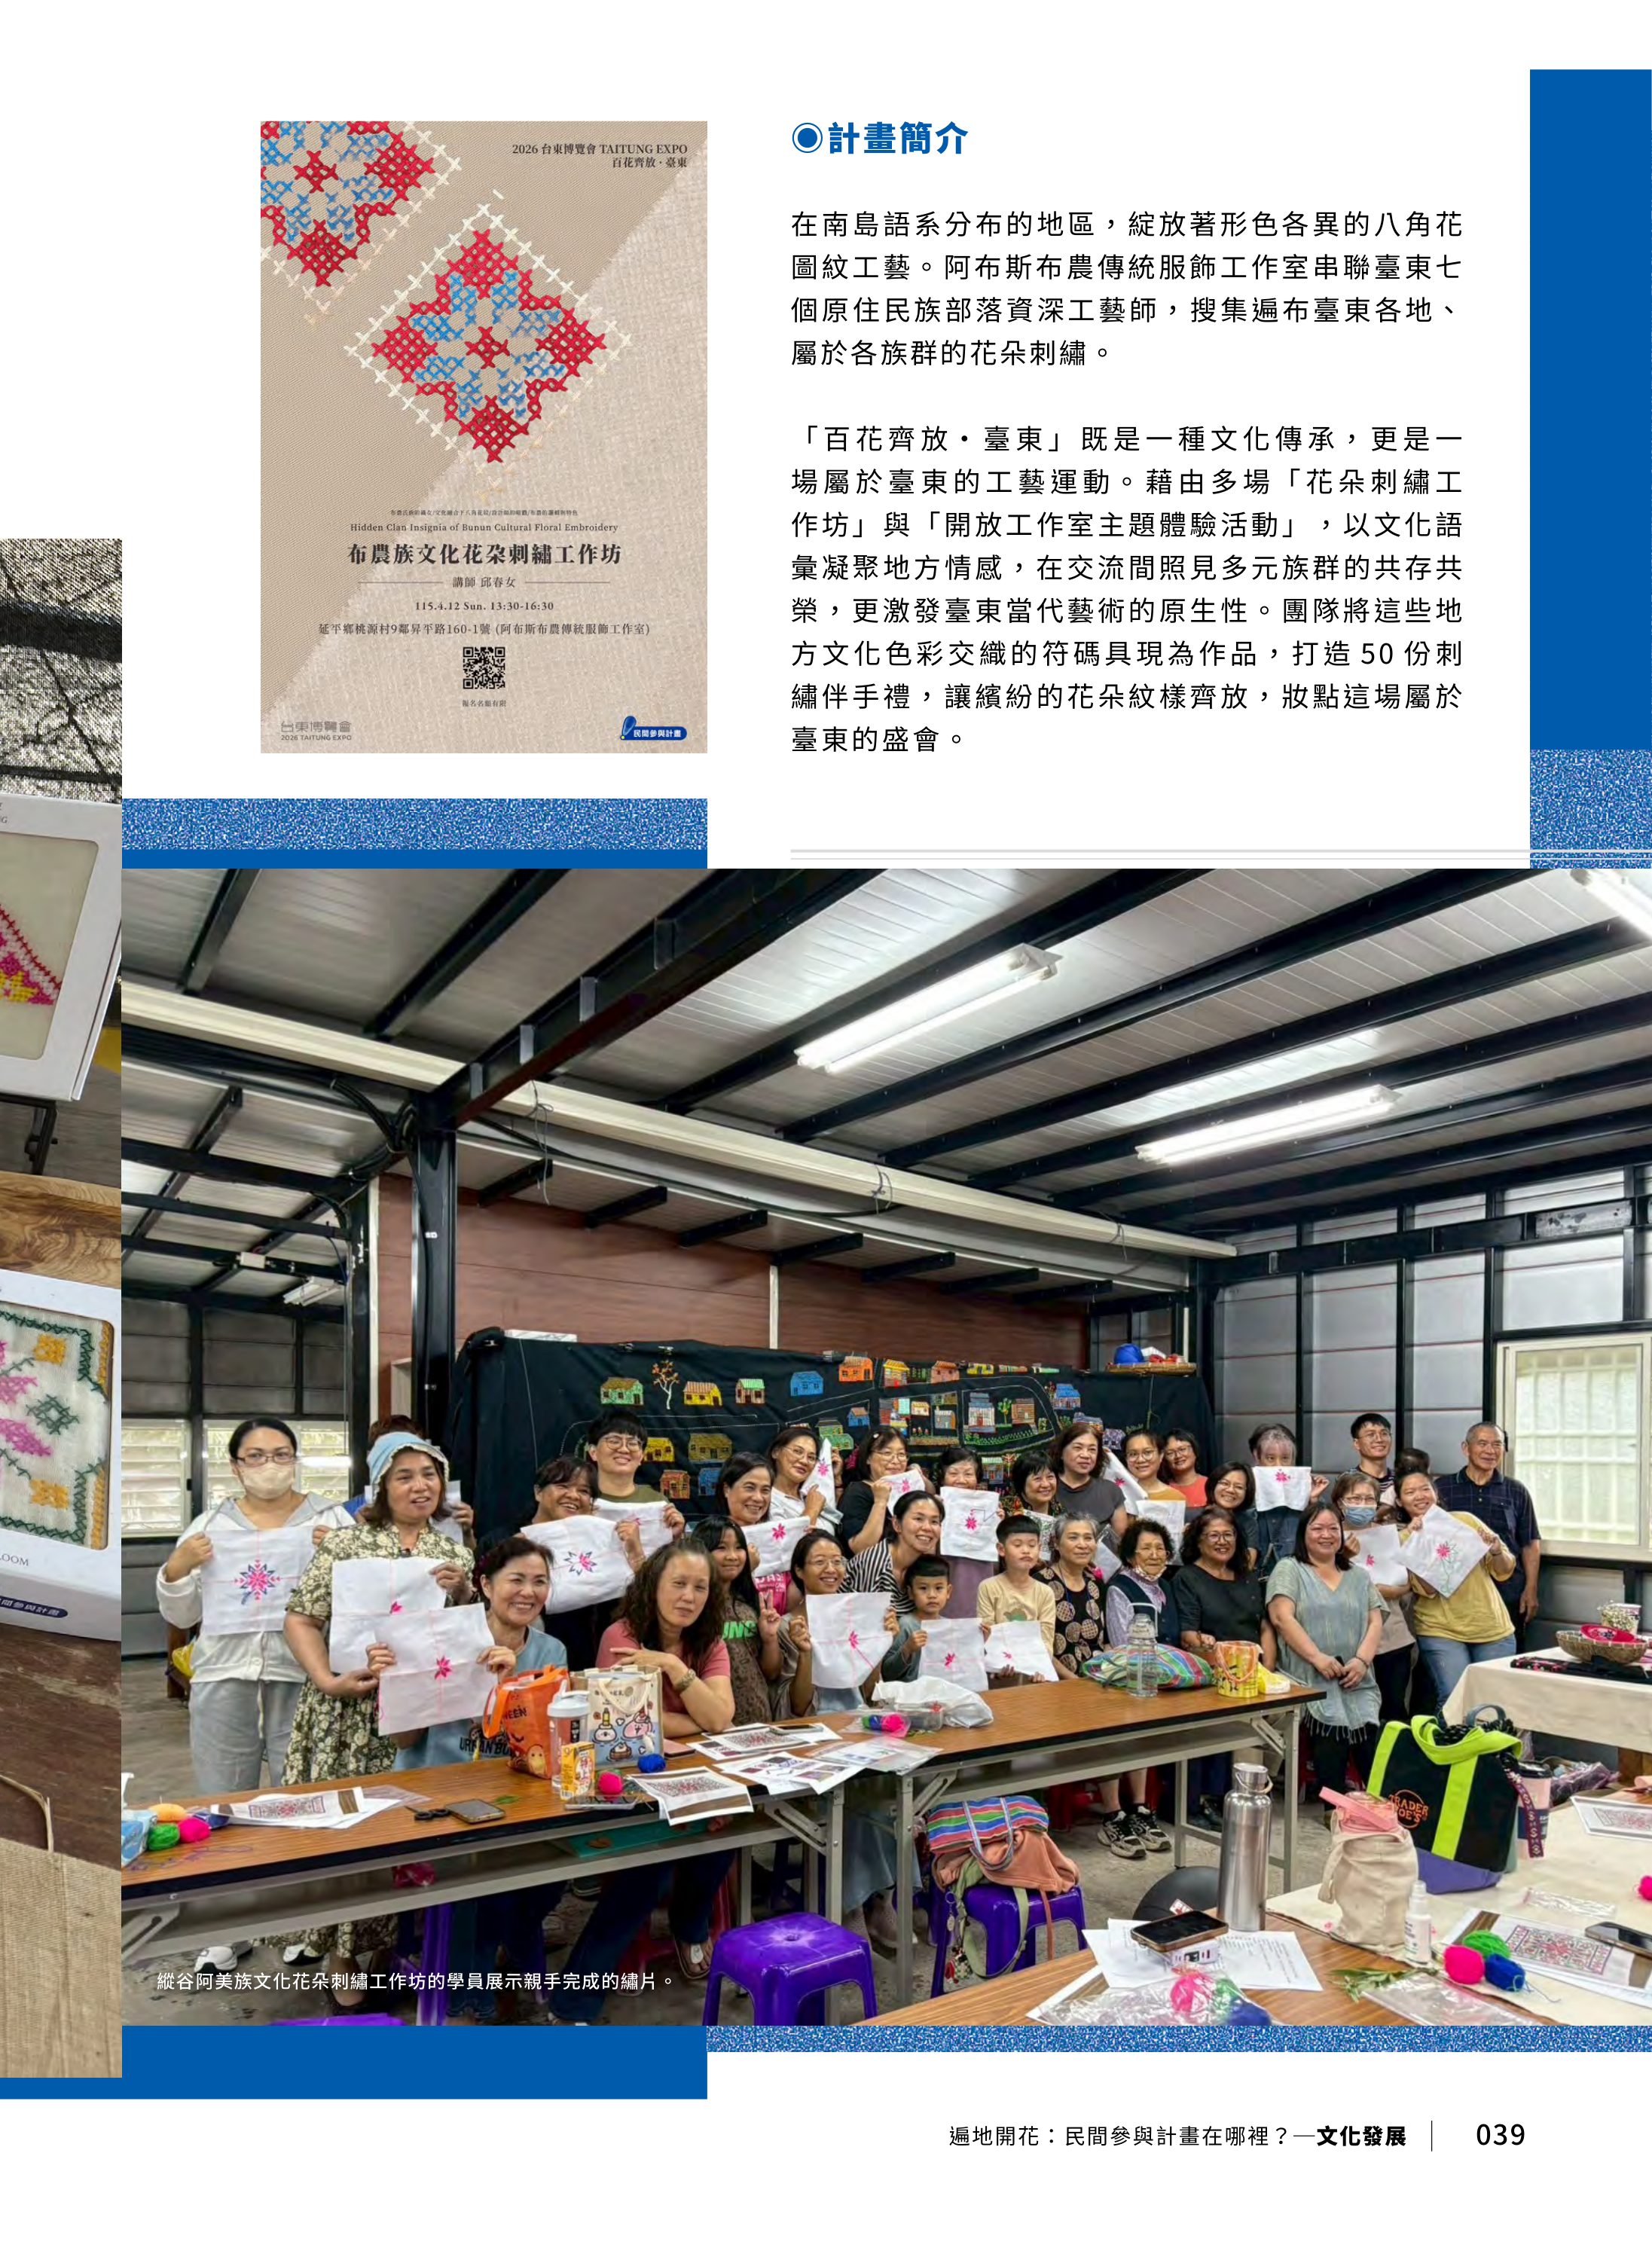 2026 台東博覽會 TAITUNG EXPO
百花齊放・臺東
Hidden Clan Insignia of Bunun Cultural Floral Embroidery
布農族文化花朵刺繡工作坊
講師 邱春女
115.4.12 Sun. 13:30-16:30
延平鄉桃源村9鄰昇平路160-1號 (阿布斯布農傳統服飾工作室)
報名名額有限
台東博覽會
2026 TAITUNG EXPO
民間參與計畫
◉計畫簡介
在南島語系分布的地區，綻放著形色各異的八角花
圖紋工藝。阿布斯布農傳統服飾工作室串聯臺東七
個原住民族部落資深工藝師，搜集遍布臺東各地、
屬於各族群的花朵刺繡。
「百花齊放・臺東」既是一種文化傳承，更是一
場屬於臺東的工藝運動。藉由多場「花朵刺繡工
作坊」與「開放工作室主題體驗活動」，以文化語
彙凝聚地方情感，在交流間照見多元族群的共存共
榮，更激發臺東當代藝術的原生性。團隊將這些地
方文化色彩交織的符碼具現為作品，打造 50 份刺
繡伴手禮，讓繽紛的花朵紋樣齊放，妝點這場屬於
臺東的盛會。
LOOM
間參與計畫
TRADER
JOE'S
縱谷阿美族文化花朵刺繡工作坊的學員展示親手完成的繡片。
遍地開花：民間參與計畫在哪裡？—文化發展
039